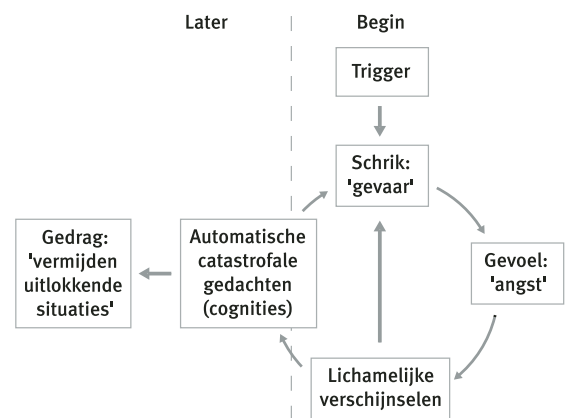 Later
Begin
Trigger
Schrik:
'gevaar'
Gedrag:
'vermijden
uitlokkende
situaties'
Automatische
catastrofale
gedachten
(cognities)
Gevoel:
'angst'
Lichamelijke
verschijnselen